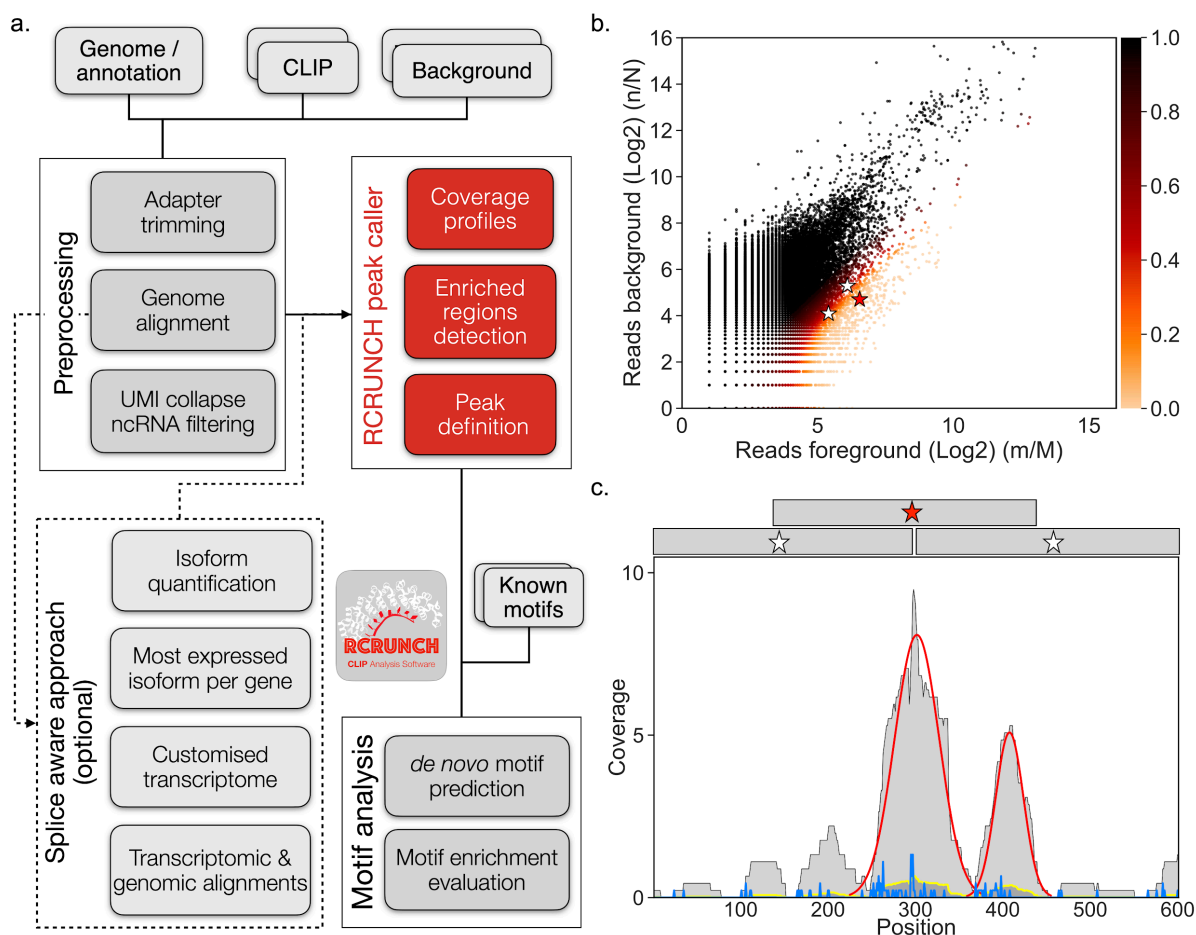 a.
Genome /
annotation
CLIP
Background
Preprocessing
Adapter
trimming
Genome
alignment
UMI collapse
ncRNA filtering
RCRUNCH peak caller
Coverage
profiles
Enriched
regions
detection
Peak
definition
Splice aware approach
(optional)
Isoform
quantification
Most expressed
isoform per gene
Customised
transcriptome
Transcriptomic &
genomic alignments
RCRUNCH
CLIP Analysis Software
Known
motifs
Motif analysis
de novo motif
prediction
Motif enrichment
evaluation
b.
Reads background (Log2) (n/N)
16
14
12
10
8
6
4
2
0
0
5
10
15
Reads foreground (Log2) (m/M)
1.0
0.8
0.6
0.4
0.2
0.0
c.
Coverage
10
5
0
100
200
300
400
500
600
Position